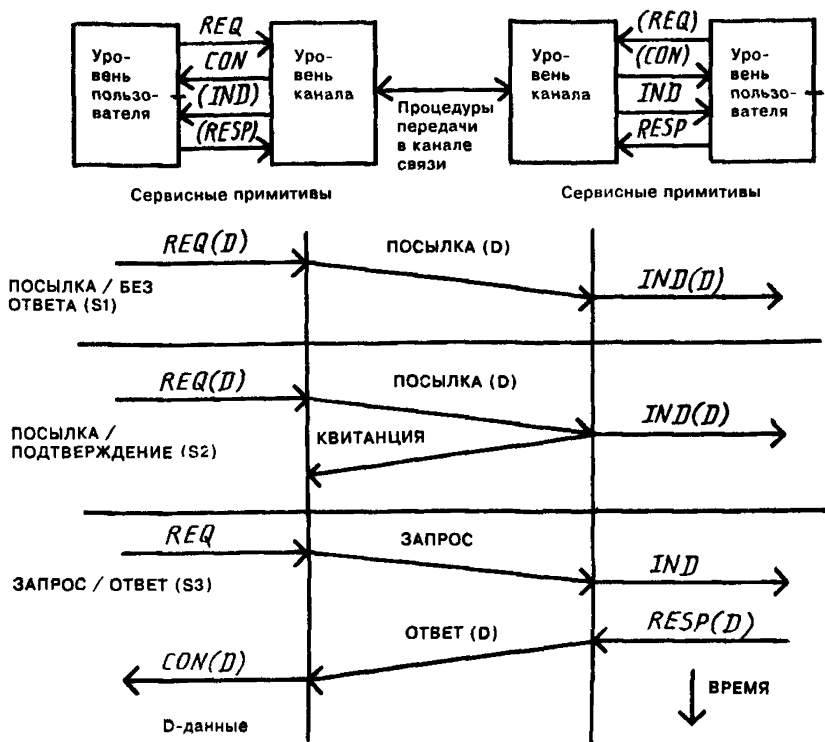 REQ
CON
(IND)
(RESP)
Уро-
вень
пользо-
вателя
Уро-
вень
канала
Процедуры
передачи
в канале
связи
Уро-
вень
канала
(REQ)
(CON)
IND
RESP
Уро-
вень
пользо-
вателя
Сервисные примитивы
Сервисные примитивы
REQ(D)
ПОСЫЛКА (D)
IND(D)
ПОСЫЛКА / БЕЗ
ОТВЕТА (S1)
REQ(D)
ПОСЫЛКА (D)
IND(D)
ПОСЫЛКА /
ПОДТВЕРЖДЕНИЕ (S2)
КВИТАНЦИЯ
REQ
ЗАПРОС
IND
ЗАПРОС / ОТВЕТ (S3)
ОТВЕТ (D)
RESP(D)
CON(D)
ВРЕМЯ
D-данные